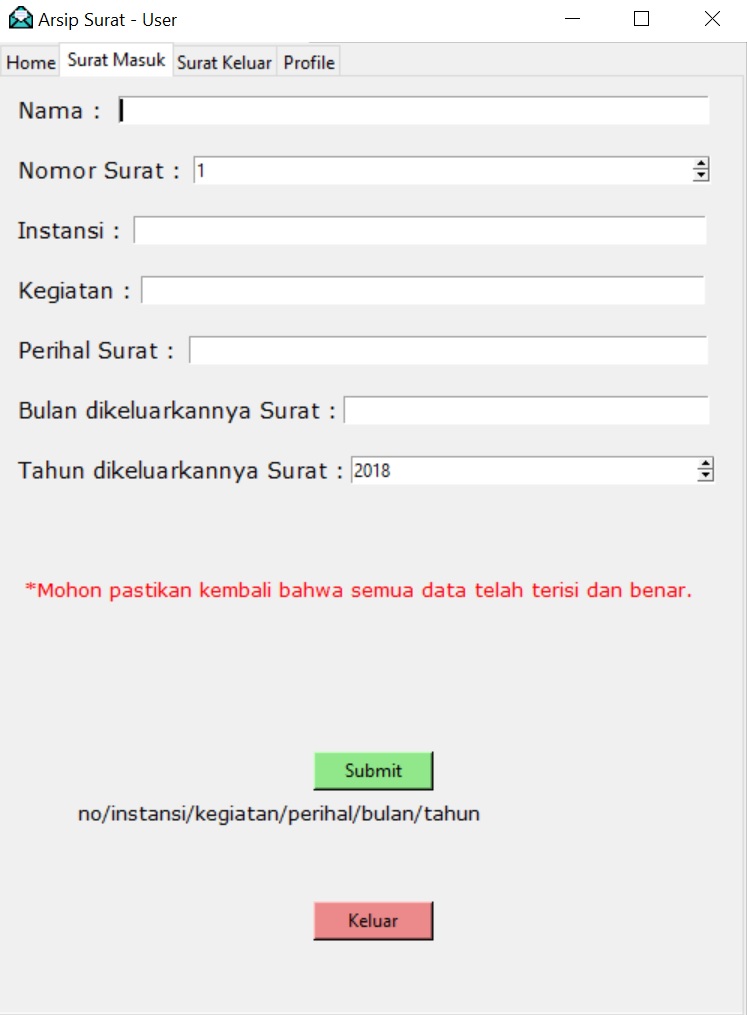 Arsip Surat - User
Home Surat Masuk Surat Keluar Profile
Nama :
Nomor Surat : 1
Instansi :
Kegiatan :
Perihal Surat :
Bulan dikeluarkannya Surat :
Tahun dikeluarkannya Surat : 2018
*Mohon pastikan kembali bahwa semua data telah terisi dan benar.
Submit
no/instansi/kegiatan/perihal/bulan/tahun
Keluar